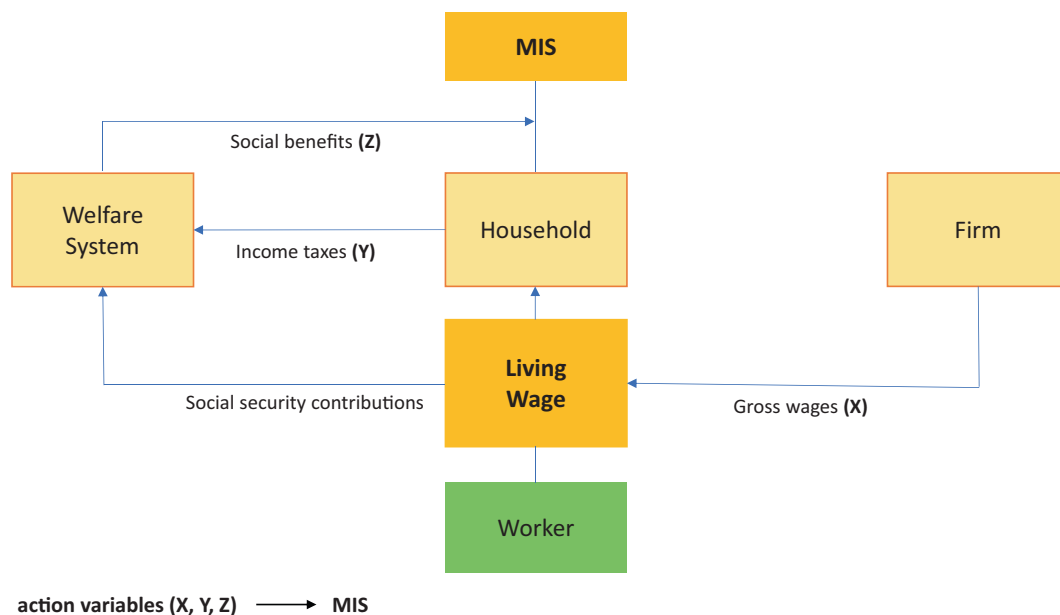 MIS
Social benefits (Z)
Welfare
System
Household
Firm
Income taxes (Y)
Living
Wage
Social security contributions
Gross wages (X)
Worker
action variables (X, Y, Z) ⟶ MIS